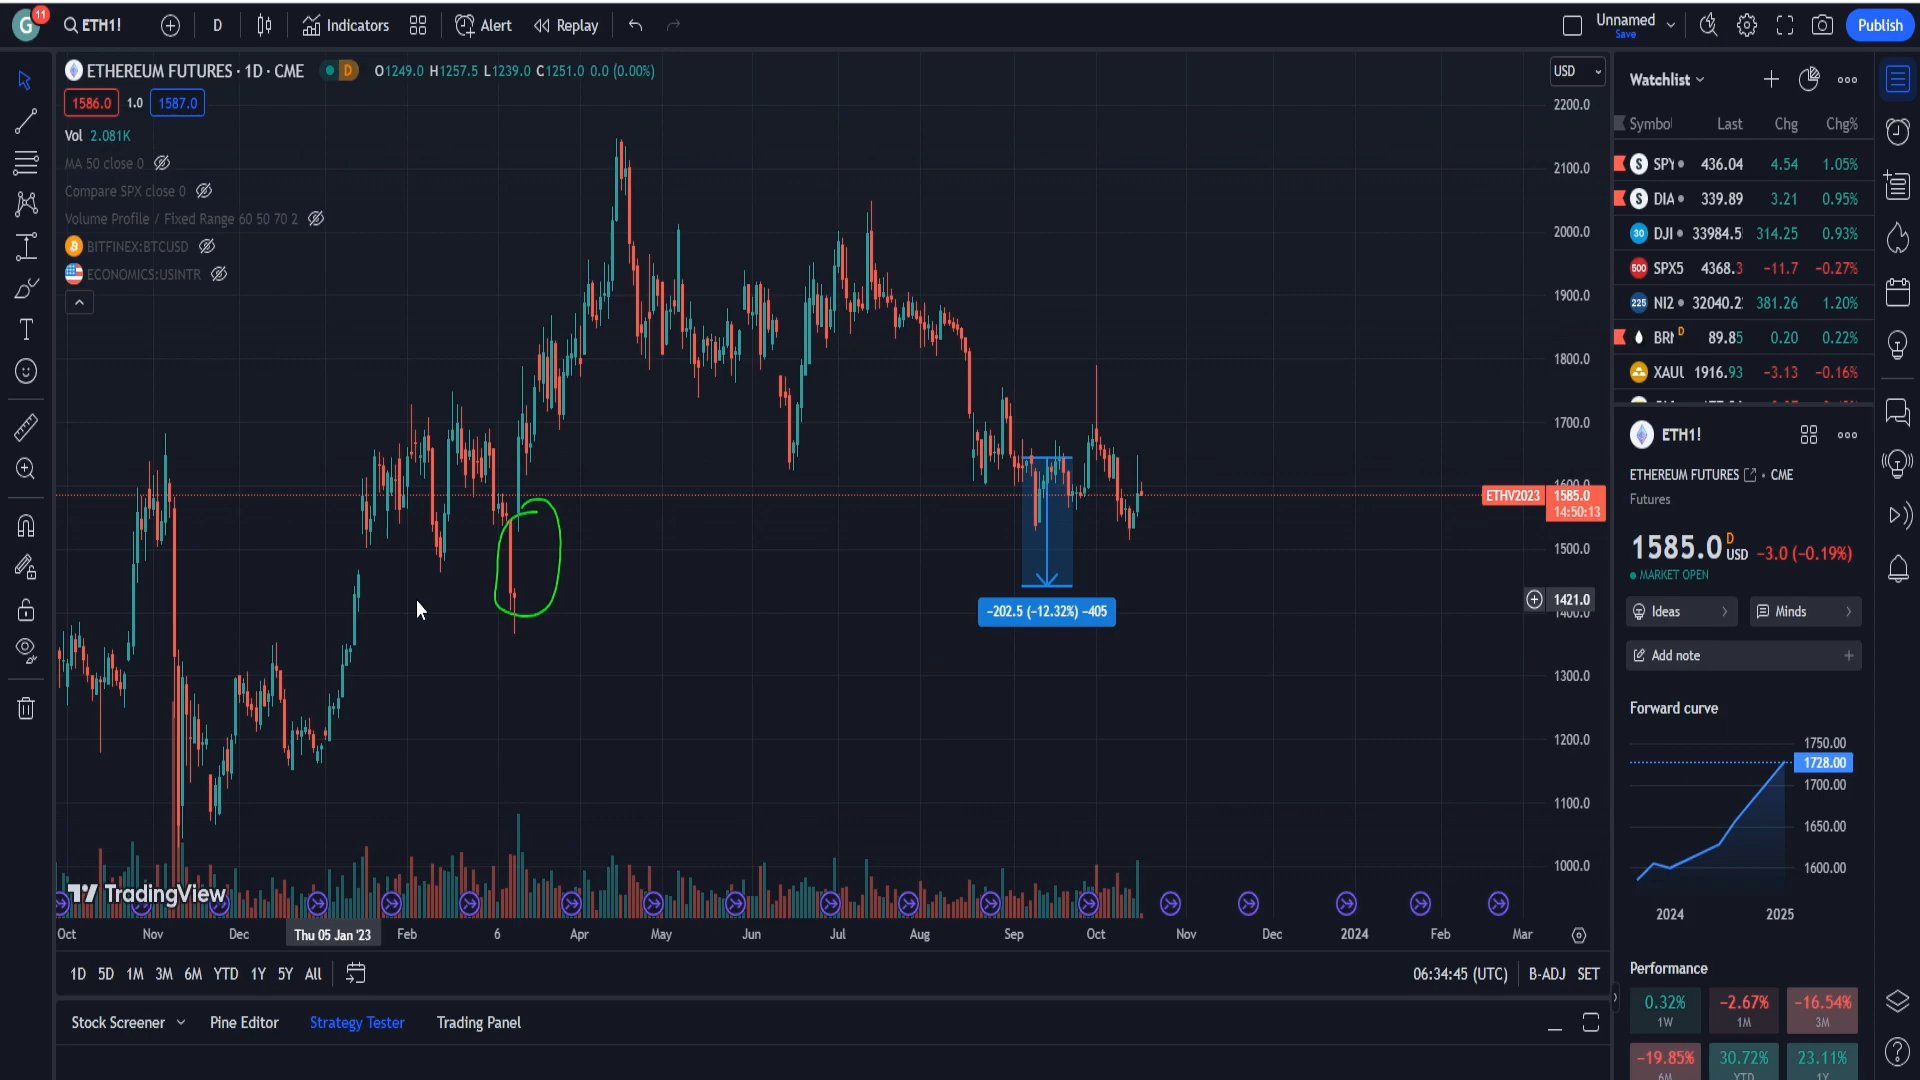 G 11 ETH1! D Indicators Alert Replay Unnamed Save Publish
ETHEREUM FUTURES · 1D · CME D O1249.0 H1257.5 L1239.0 C1251.0 0.0 (0.00%)
USD
1586.0 1.0 1587.0
Vol 2.081K
MA 50 close 0
Compare SPX close 0
Volume Profile / Fixed Range 60 50 70 2
BITFINEX:BTCUSD
ECONOMICS:USINTR
2200.0
2100.0
2000.0
1900.0
1800.0
1700.0
1600.0
ETHV2023 1585.0
14:50:13
1500.0
1421.0
1400.0
1300.0
1200.0
1100.0
1000.0
-202.5 (-12.32%) -405
TradingView
Oct Nov Dec Thu 05 Jan '23 Feb 6 Apr May Jun Jul Aug Sep Oct Nov Dec 2024 Feb Mar
1D 5D 1M 3M 6M YTD 1Y 5Y All 06:34:45 (UTC) B-ADJ SET
Stock Screener Pine Editor Strategy Tester Trading Panel
Watchlist
Symbol Last Chg Chg%
S SPY 436.04 4.54 1.05%
S DIA 339.89 3.21 0.95%
30 DJI 33984.5 314.25 0.93%
500 SPX5 4368.3 -11.7 -0.27%
225 NI2 32040.2 381.26 1.20%
BRN D 89.85 0.20 0.22%
XAUU 1916.93 -3.13 -0.16%
ETH1!
ETHEREUM FUTURES · CME
Futures
1585.0 D USD -3.0 (-0.19%)
MARKET OPEN
Ideas Minds
Add note
Forward curve
1750.00
1728.00
1700.00
1650.00
1600.00
2024 2025
Performance
0.32% -2.67% -16.54%
1W 1M 3M
-19.85% 30.72% 23.11%
6M YTD 1Y